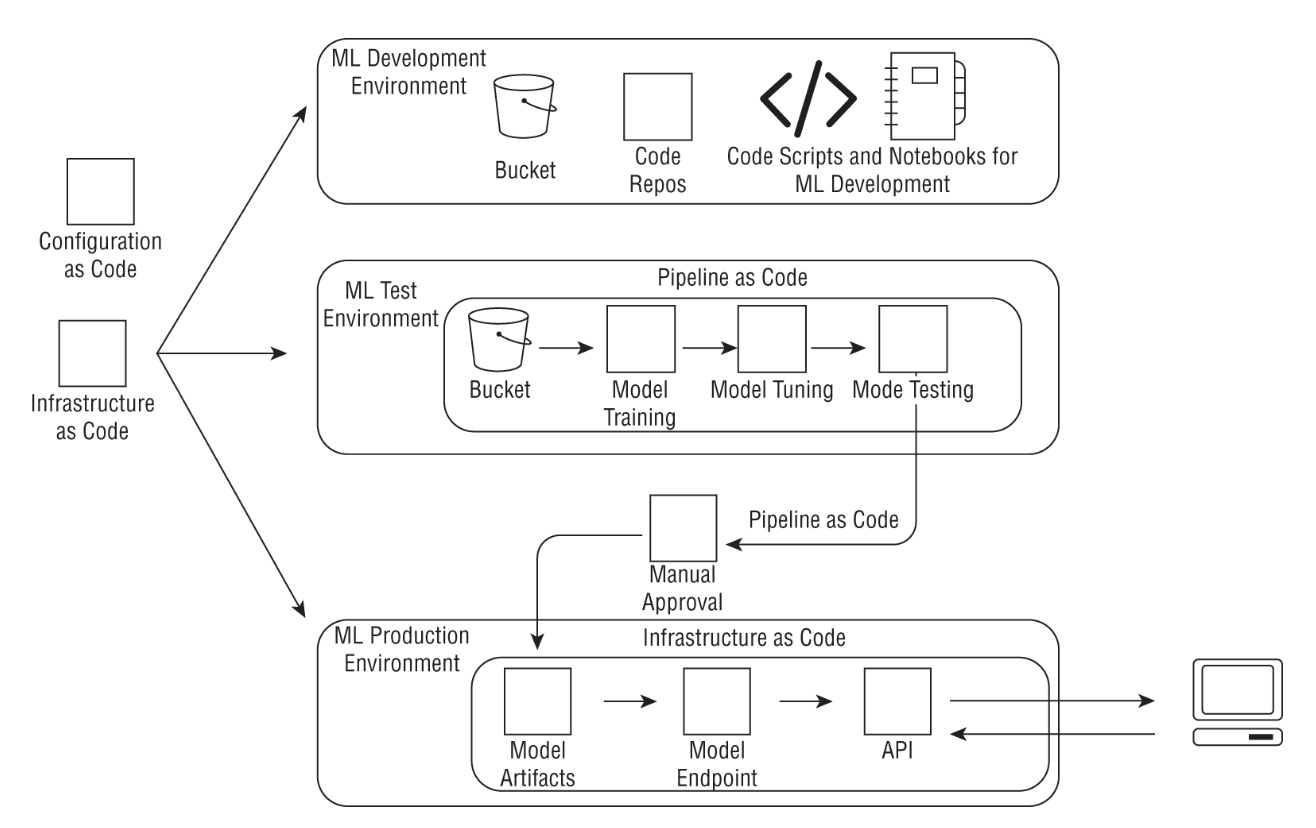 ML Development
Environment
Bucket
Code
Repos
Code Scripts and Notebooks for
ML Development
Configuration
as Code
Infrastructure
as Code
ML Test
Environment
Pipeline as Code
Bucket
Model
Training
Model Tuning
Mode Testing
Pipeline as Code
Manual
Approval
ML Production
Environment
Infrastructure as Code
Model
Artifacts
Model
Endpoint
API